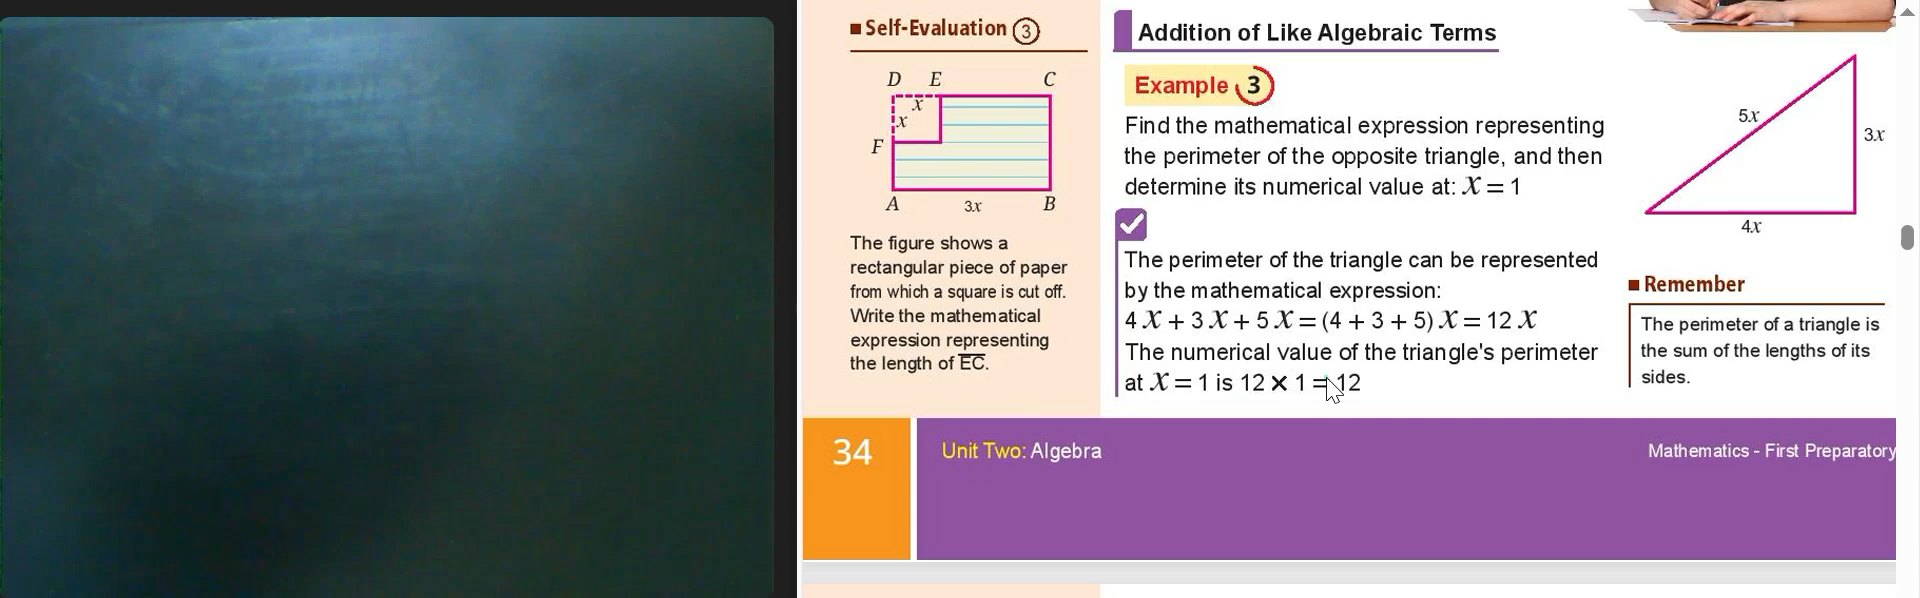 Self-Evaluation 3
D E C
x
x
F
A 3x B
The figure shows a
rectangular piece of paper
from which a square is cut off.
Write the mathematical
expression representing
the length of E̅C̅.
Addition of Like Algebraic Terms
Example 3
Find the mathematical expression representing
the perimeter of the opposite triangle, and then
determine its numerical value at: x = 1
The perimeter of the triangle can be represented
by the mathematical expression:
4 x + 3 x + 5 x = (4 + 3 + 5) x = 12 x
The numerical value of the triangle's perimeter
at x = 1 is 12 × 1 = 12
5x
3x
4x
Remember
The perimeter of a triangle is
the sum of the lengths of its
sides.
34
Unit Two: Algebra
Mathematics - First Preparatory